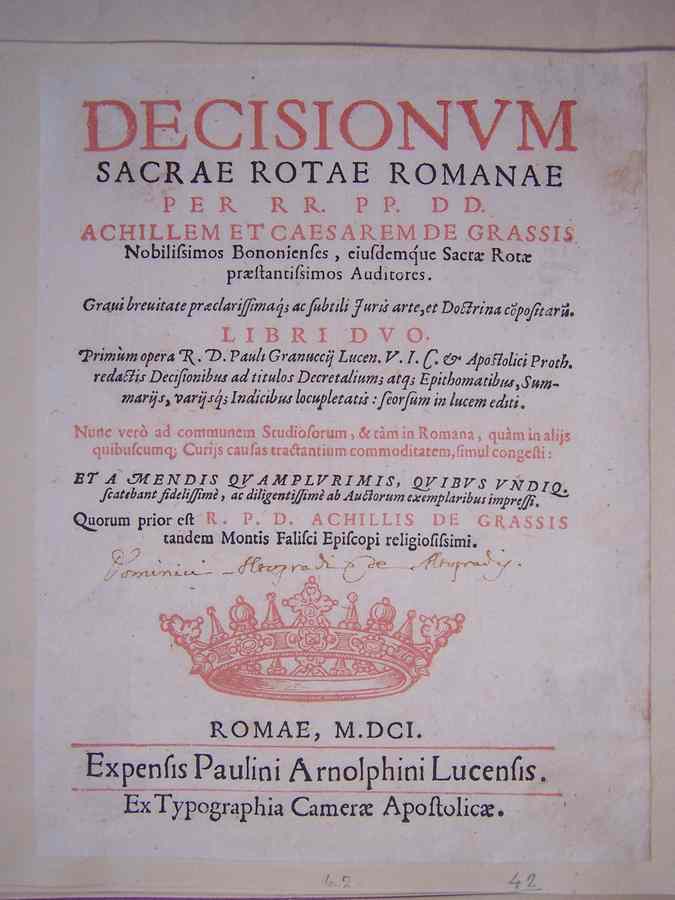 DECISIONVM
SACRAE ROTAE ROMANAE
PER RR. PP. DD.
ACHILLEM ET CAESAREM DE GRASSIS
Nobiliſsimos Bononienſes, eiuſdemq́ue Sacræ Rotæ
præſtantiſsimos Auditores.
Graui breuitate præclariſſimaq́; ac ſubtili Juris arte, et Doctrina cõpositarũ.
LIBRI DVO.
Primùm opera R. D. Pauli Granuccij Lucen. V. I. C. & Apoſtolici Proth.
redactis Deciſionibus ad titulos Decretalium; atq; Epithomatibus, Sum-
marijs, varijsq́; Indicibus locupletatis : ſeorſum in lucem editi.
Nunc verò ad communem Studioſorum, & tàm in Romana, quàm in alijs
quibuſcumq; Curijs cauſas tractantium commoditatem, ſimul congeſti :
ET A MENDIS QVAMPLVRIMIS, QVIBVS VNDIQ.
ſcatebant fideliſſimè, ac diligentiſſimè ab Auctorum exemplaribus impreſſi.
Quorum prior eſt R. P. D. ACHILLIS DE GRASSIS
tandem Montis Faliſci Epiſcopi religioſiſsimi.
Dominici
ROMAE, M.DCI.
Expenſis Paulini Arnolphini Lucenſis.
Ex Typographia Cameræ Apoſtolicæ.
42 42